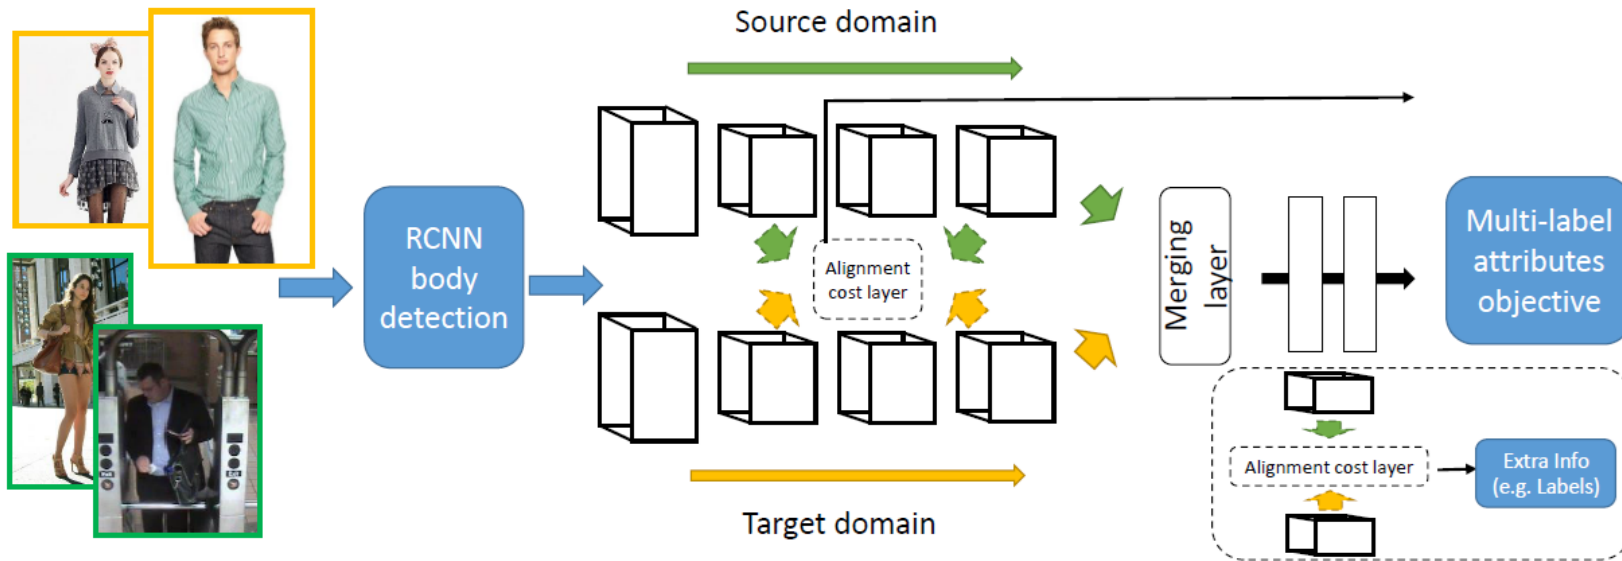 Source domain
RCNN
body
detection
Alignment
cost layer
Merging
layer
Multi-label
attributes
objective
Target domain
Alignment cost layer
Extra Info
(e.g. Labels)